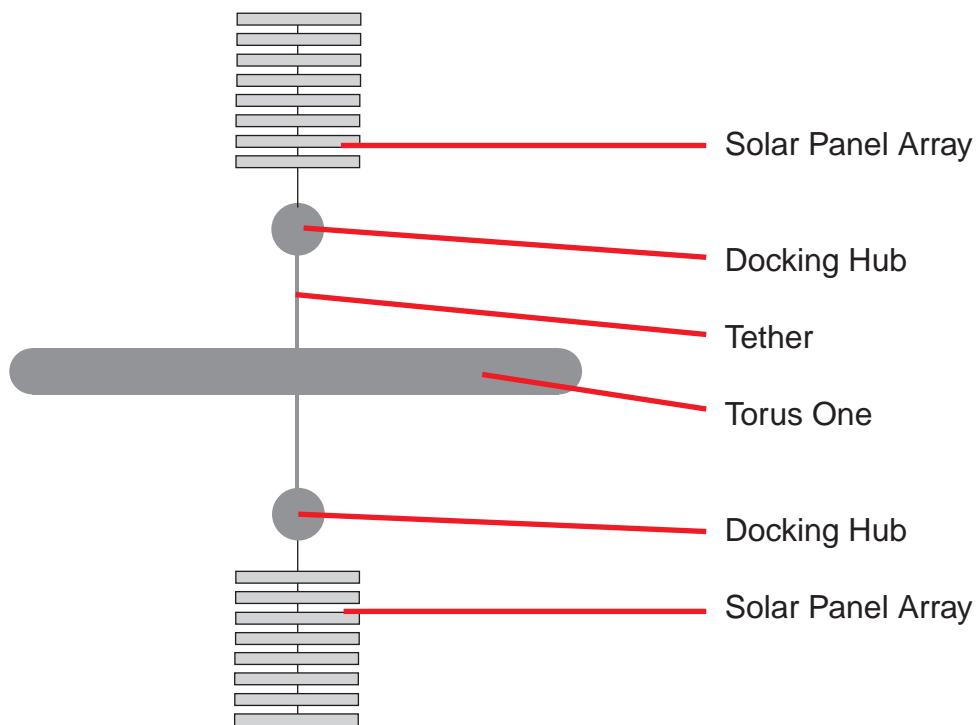 Solar Panel Array
Docking Hub
Tether
Torus One
Docking Hub
Solar Panel Array